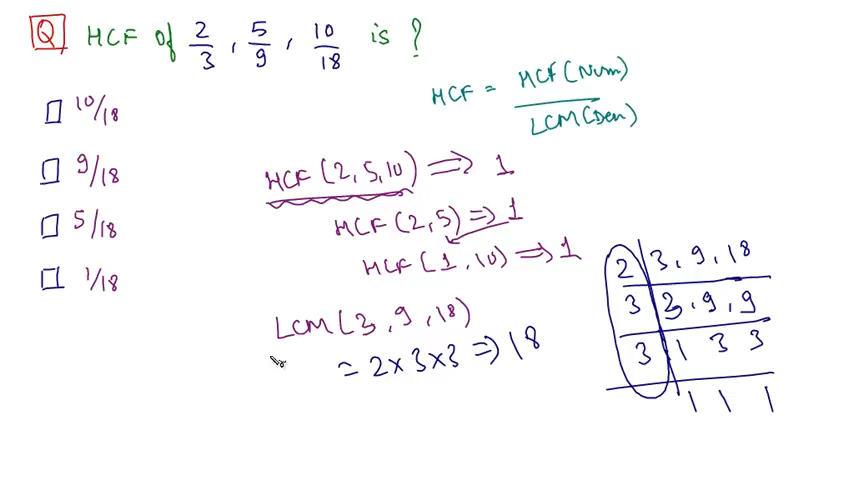 Q HCF of 2/3, 5/9, 10/18 is ?
HCF = HCF(Num) / LCM(Den)
10/18
9/18
5/18
1/18
HCF(2,5,10) ⟹ 1
HCF(2,5) ⟹ 1
HCF(1,10) ⟹ 1
LCM(3,9,18)
= 2×3×3 ⟹ 18
2 | 3, 9, 18
3 | 3, 9, 9
3 | 1 3 3
1 1 1